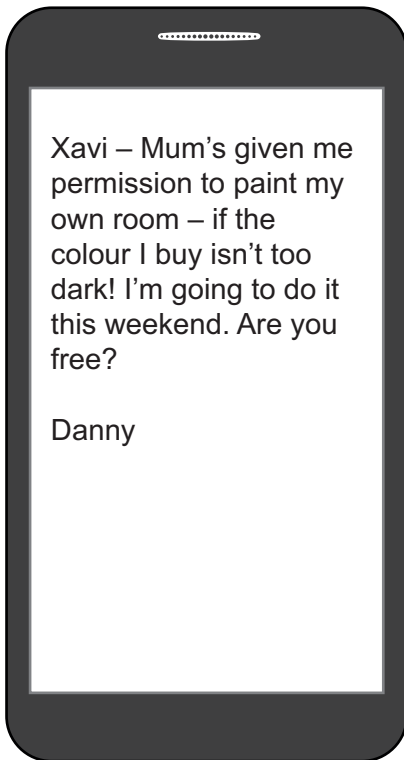 Xavi – Mum’s given me
permission to paint my
own room – if the
colour I buy isn’t too
dark! I’m going to do it
this weekend. Are you
free?
Danny